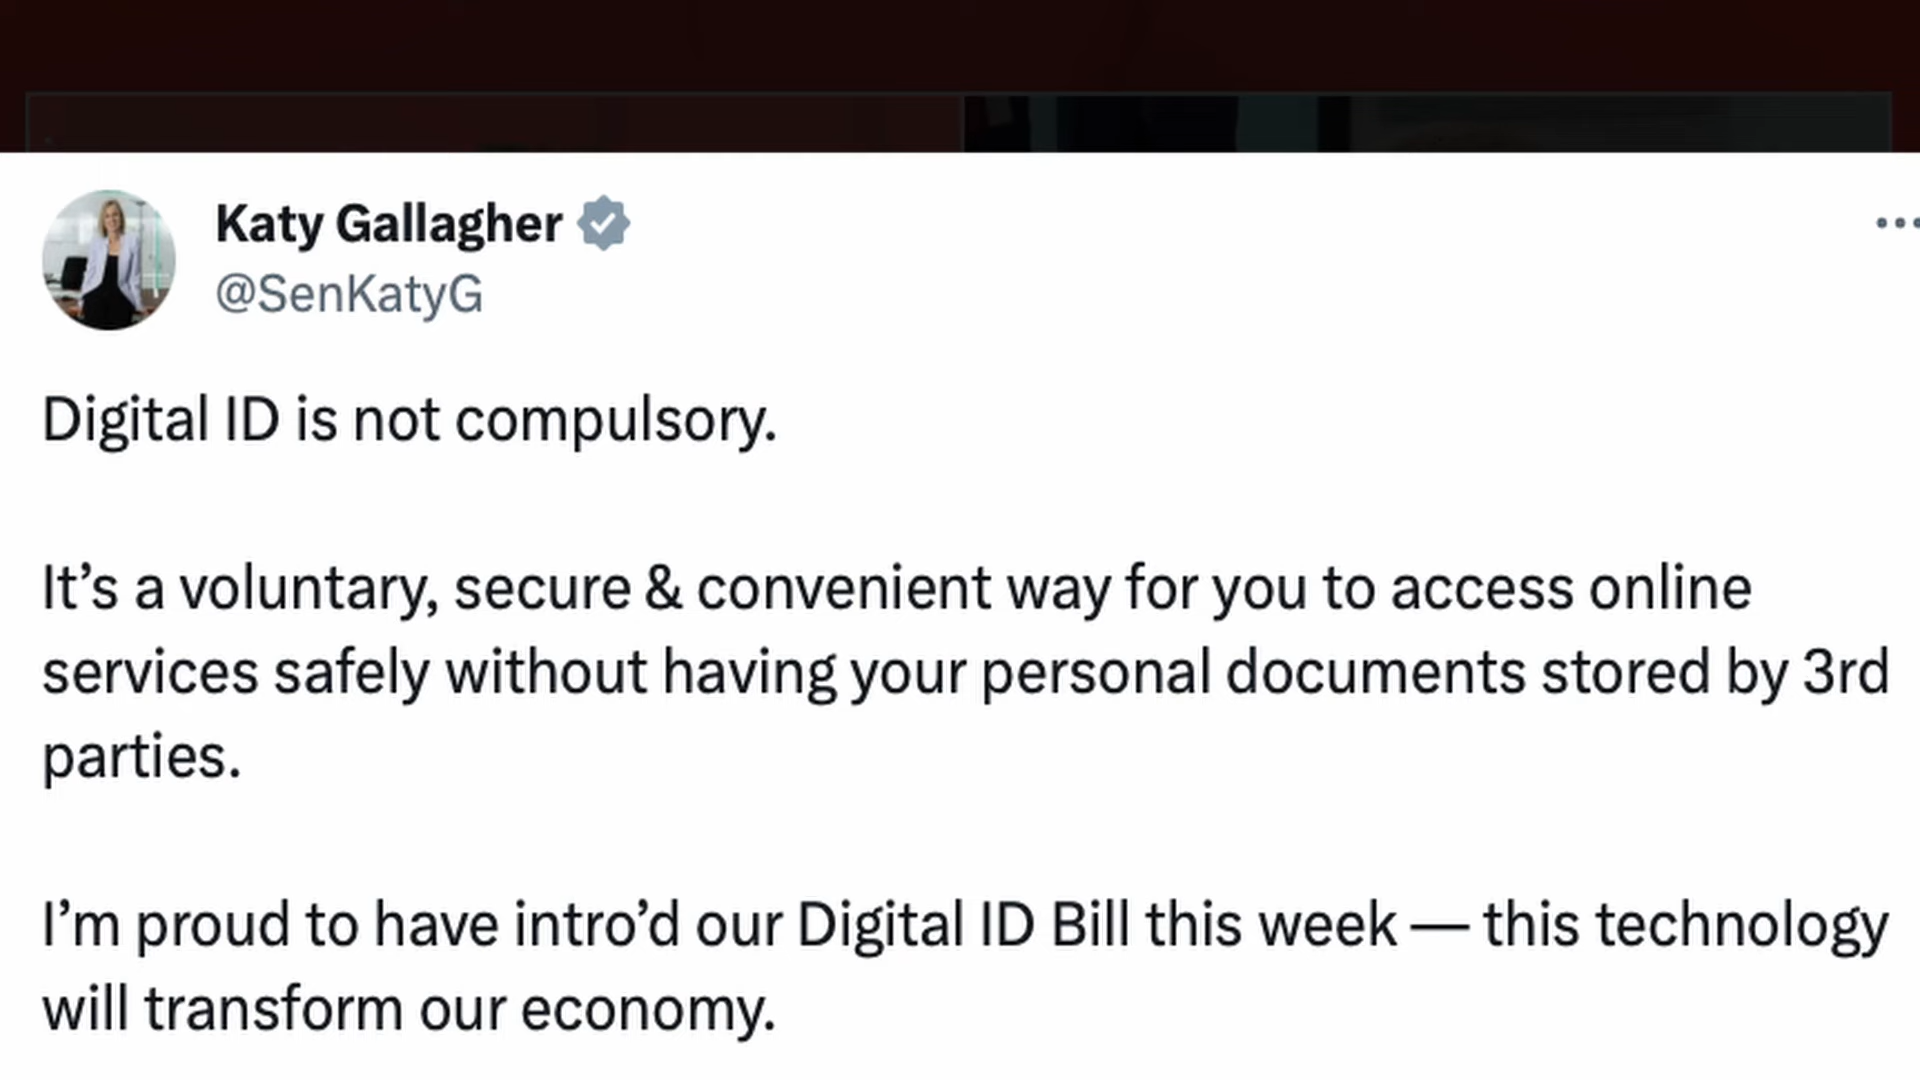 Katy Gallagher
@SenKatyG
Digital ID is not compulsory.
It’s a voluntary, secure & convenient way for you to access online
services safely without having your personal documents stored by 3rd
parties.
I’m proud to have intro’d our Digital ID Bill this week — this technology
will transform our economy.